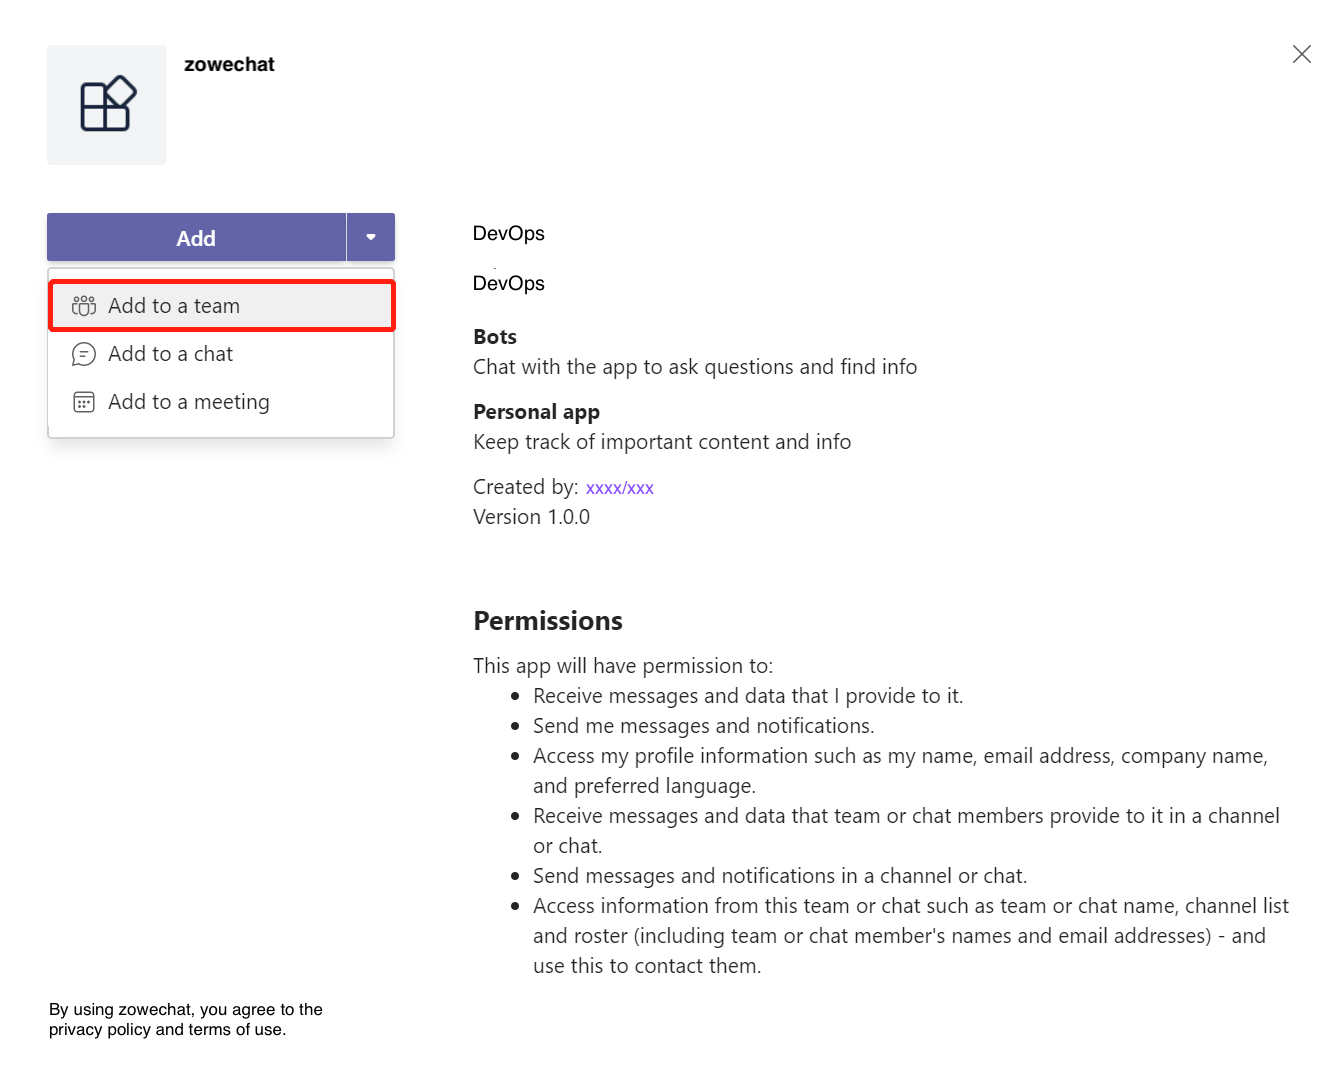 zowechat
Add
Add to a team
Add to a chat
Add to a meeting
DevOps
DevOps
Bots
Chat with the app to ask questions and find info
Personal app
Keep track of important content and info
Created by: xxxx/xxx
Version 1.0.0
Permissions
This app will have permission to:
• Receive messages and data that I provide to it.
• Send me messages and notifications.
• Access my profile information such as my name, email address, company name,
and preferred language.
• Receive messages and data that team or chat members provide to it in a channel
or chat.
• Send messages and notifications in a channel or chat.
• Access information from this team or chat such as team or chat name, channel list
and roster (including team or chat member's names and email addresses) - and
use this to contact them.
By using zowechat, you agree to the
privacy policy and terms of use.